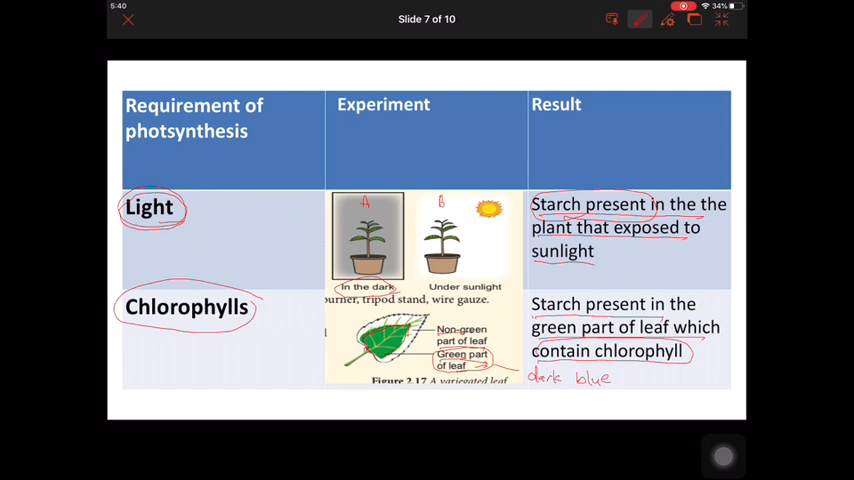 5:40
34%
Slide 7 of 10
Requirement of
photsynthesis
Experiment
Result
Light
A
B
In the dark
Under sunlight
Starch present in the the
plant that exposed to
sunlight
Chlorophylls
burner, tripod stand, wire gauze.
Non-green
part of leaf
Green part
of leaf
Figure 2.17 A variegated leaf
Starch present in the
green part of leaf which
contain chlorophyll
dark blue